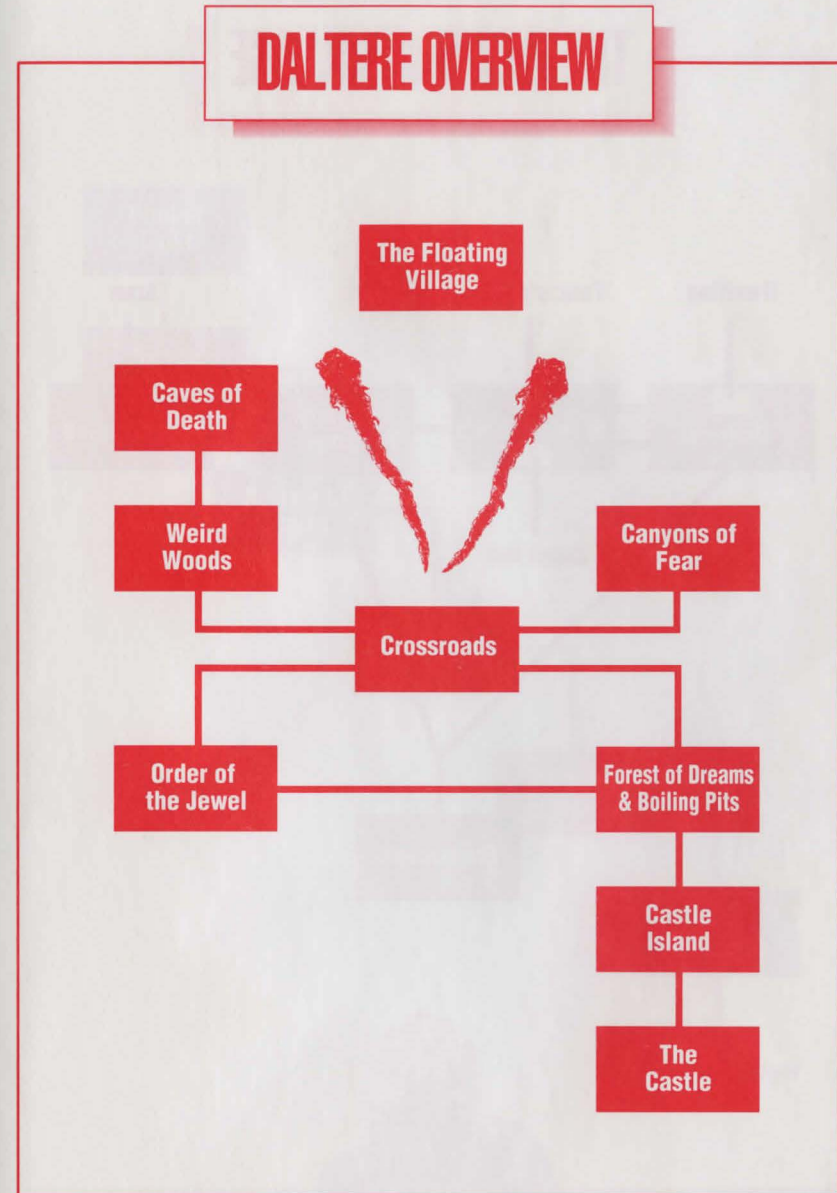 DALTERE OVERVIEW
The Floating
Village
Caves of
Death
Weird
Woods
Canyons of
Fear
Crossroads
Order of
the Jewel
Forest of Dreams
& Boiling Pits
Castle
Island
The
Castle